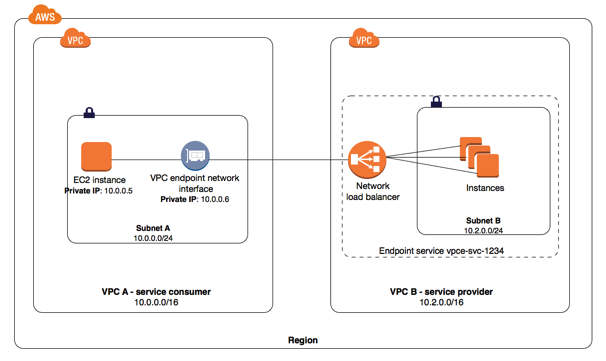 AWS
VPC
VPC
EC2 instance
Private IP: 10.0.0.5
VPC endpoint network
interface
Private IP: 10.0.0.6
Subnet A
10.0.0.0/24
VPC A - service consumer
10.0.0.0/16
Network
load balancer
Instances
Subnet B
10.2.0.0/24
Endpoint service vpce-svc-1234
VPC B - service provider
10.2.0.0/16
Region